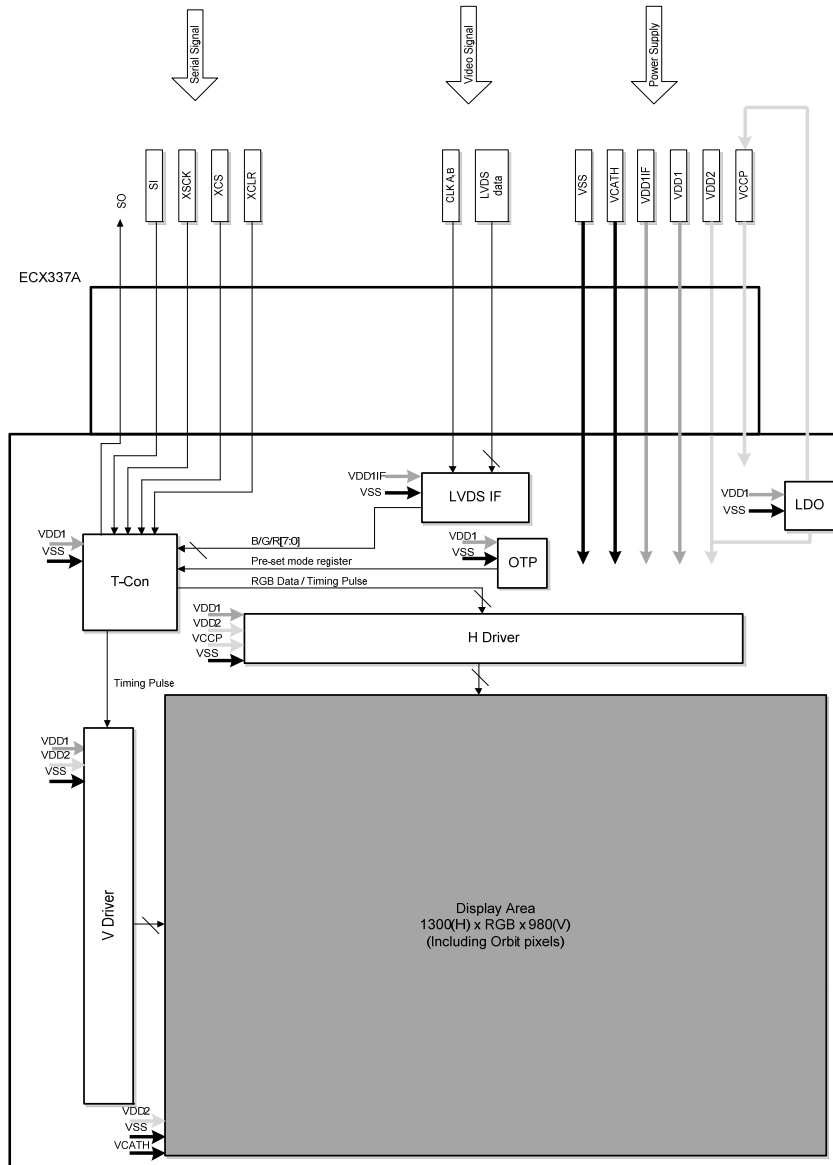 Serial Signal
Video Signal
Power Supply
SO
SI
XSCK
XCS
XCLR
CLK A,B
LVDS
data
VSS
VCATH
VDD1IF
VDD1
VDD2
VCCP
ECX337A
VDD1IF
VSS
LVDS IF
VDD1
VSS
LDO
VDD1
VSS
T-Con
B/G/R[7:0]
Pre-set mode register
RGB Data / Timing Pulse
VDD1
VSS
OTP
VDD1
VDD2
VCCP
VSS
H Driver
Timing Pulse
VDD1
VDD2
VSS
V Driver
Display Area
1300(H) x RGB x 980(V)
(Including Orbit pixels)
VDD2
VSS
VCATH